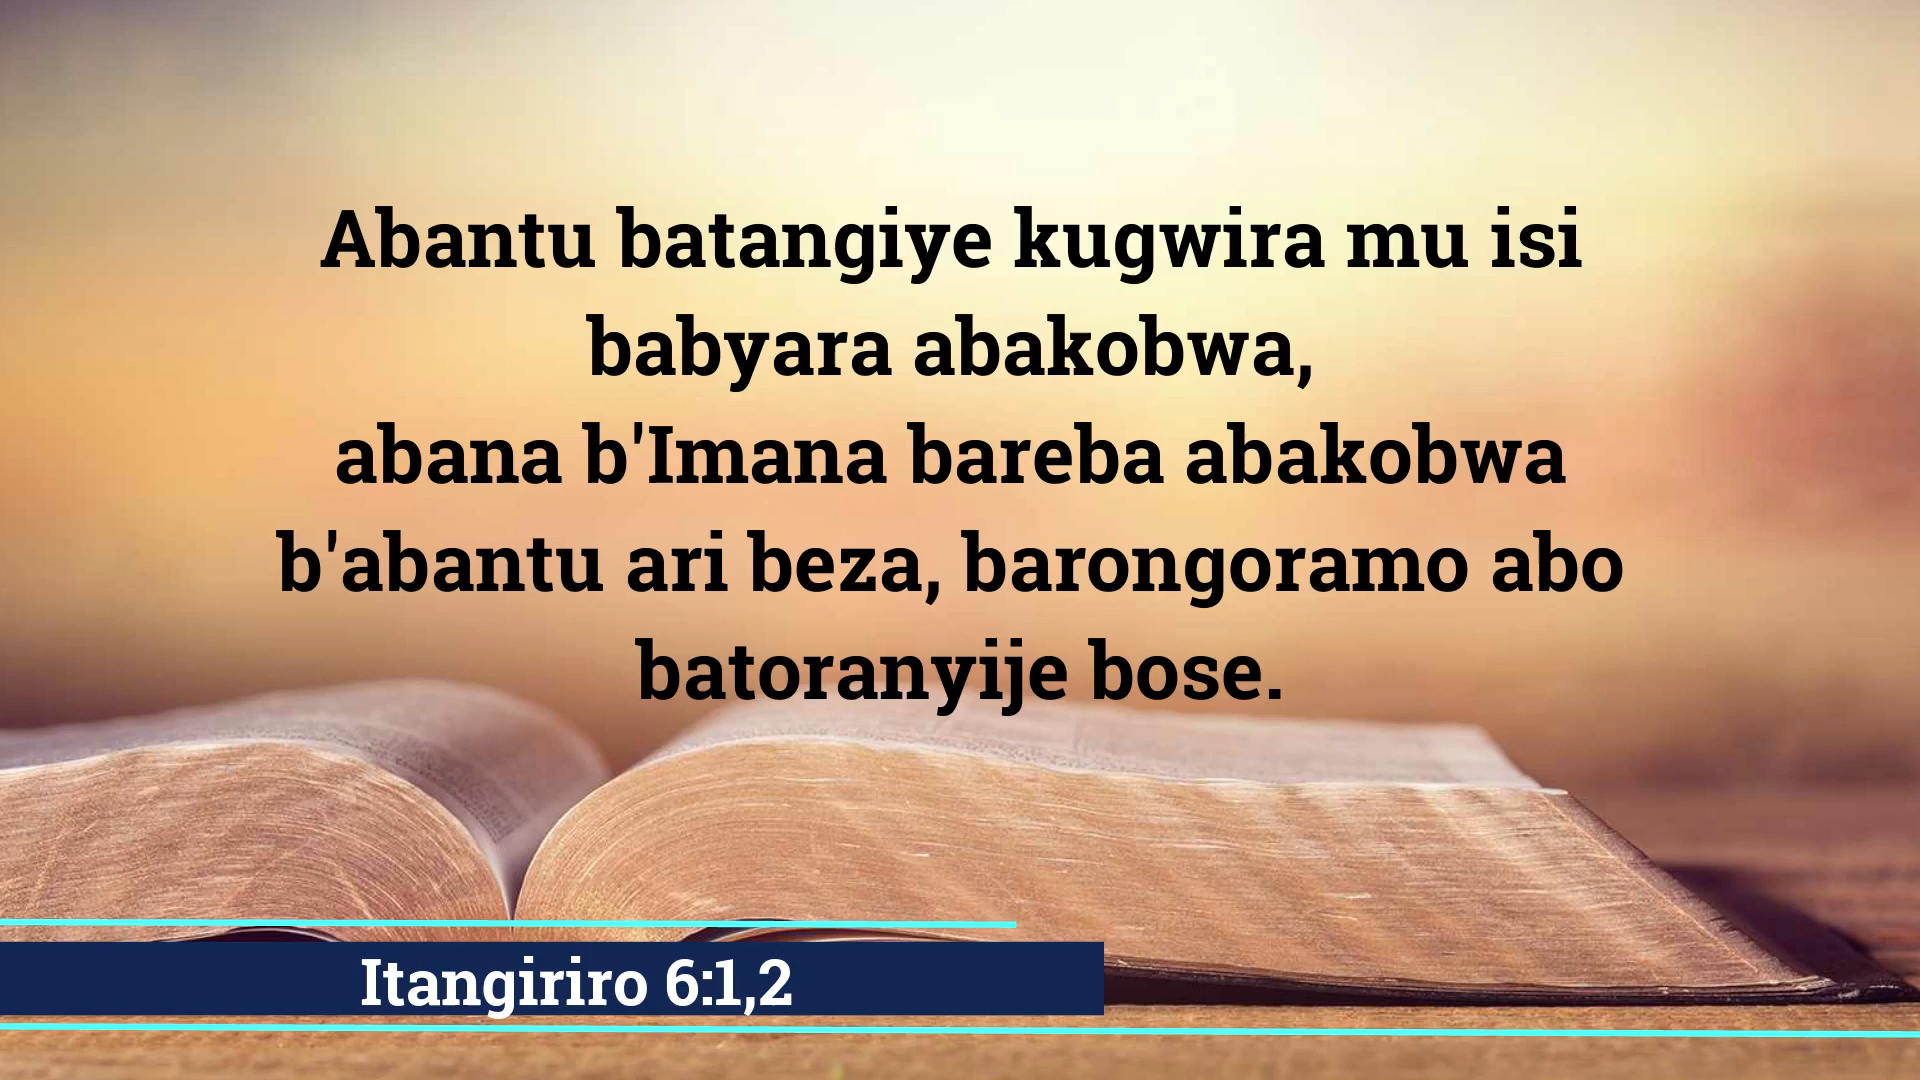 Abantu batangiye kugwira mu isi
babyara abakobwa,
abana b'Imana bareba abakobwa
b'abantu ari beza, barongoramo abo
batoranyije bose.
Itangiriro 6:1,2